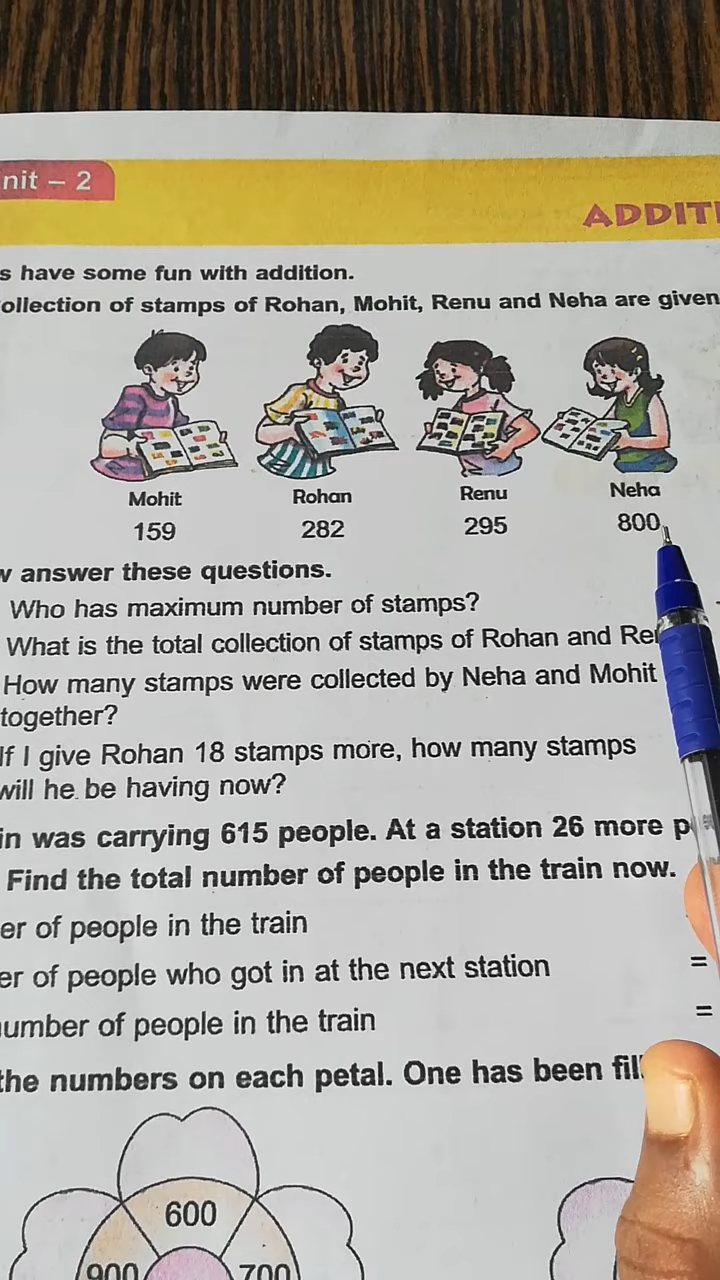 nit – 2
ADDITI
s have some fun with addition.
ollection of stamps of Rohan, Mohit, Renu and Neha are given
Mohit Rohan Renu Neha
159 282 295 800
w answer these questions.
Who has maximum number of stamps?
What is the total collection of stamps of Rohan and Re
How many stamps were collected by Neha and Mohit
together?
If I give Rohan 18 stamps more, how many stamps
will he be having now?
in was carrying 615 people. At a station 26 more p
Find the total number of people in the train now.
er of people in the train
er of people who got in at the next station =
umber of people in the train =
the numbers on each petal. One has been fil
600
900 700